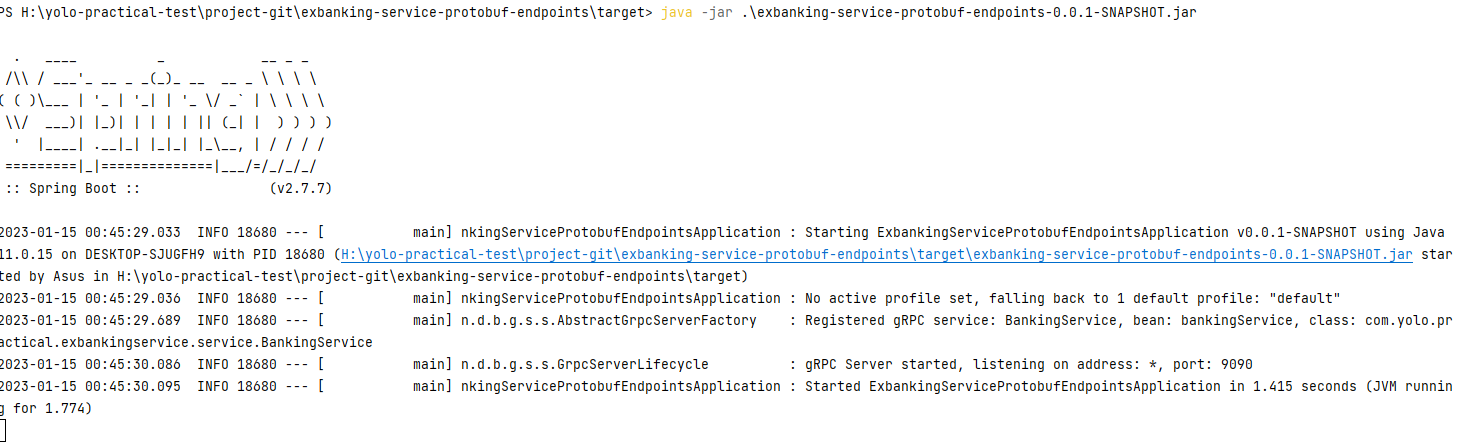 PS H:\yolo-practical-test\project-git\exbanking-service-protobuf-endpoints\target> java -jar .\exbanking-service-protobuf-endpoints-0.0.1-SNAPSHOT.jar
  .   ____          _            __ _ _
 /\\ / ___'_ __ _ _(_)_ __  __ _ \ \ \ \
( ( )\___ | '_ | '_| | '_ \/ _` | \ \ \ \
 \\/  ___)| |_)| | | | | || (_| |  ) ) ) )
  '  |____| .__|_| |_|_| |_\__, | / / / /
 =========|_|==============|___/=/_/_/_/
 :: Spring Boot ::                (v2.7.7)
2023-01-15 00:45:29.033  INFO 18680 --- [           main] nkingServiceProtobufEndpointsApplication : Starting ExbankingServiceProtobufEndpointsApplication v0.0.1-SNAPSHOT using Java
11.0.15 on DESKTOP-SJUGFH9 with PID 18680 (H:\yolo-practical-test\project-git\exbanking-service-protobuf-endpoints\target\exbanking-service-protobuf-endpoints-0.0.1-SNAPSHOT.jar star
ted by Asus in H:\yolo-practical-test\project-git\exbanking-service-protobuf-endpoints\target)
2023-01-15 00:45:29.036  INFO 18680 --- [           main] nkingServiceProtobufEndpointsApplication : No active profile set, falling back to 1 default profile: "default"
2023-01-15 00:45:29.689  INFO 18680 --- [           main] n.d.b.g.s.s.AbstractGrpcServerFactory    : Registered gRPC service: BankingService, bean: bankingService, class: com.yolo.pr
actical.exbankingservice.service.BankingService
2023-01-15 00:45:30.086  INFO 18680 --- [           main] n.d.b.g.s.s.GrpcServerLifecycle          : gRPC Server started, listening on address: *, port: 9090
2023-01-15 00:45:30.095  INFO 18680 --- [           main] nkingServiceProtobufEndpointsApplication : Started ExbankingServiceProtobufEndpointsApplication in 1.415 seconds (JVM runnin
g for 1.774)